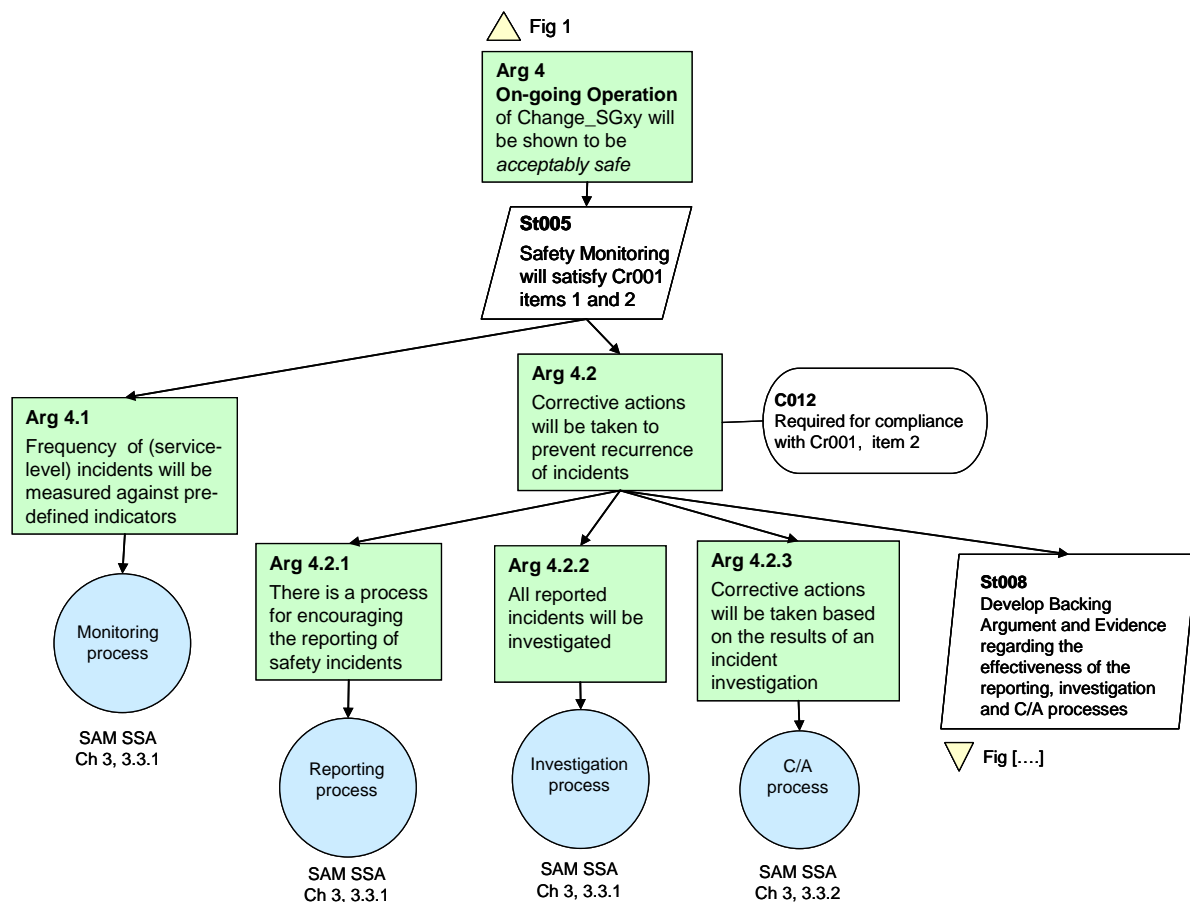 Fig 1
Arg 4
On-going Operation
of Change_SGxy will
be shown to be
acceptably safe
St005
Safety Monitoring
will satisfy Cr001
items 1 and 2
Arg 4.1
Frequency of (service-
level) incidents will be
measured against pre-
defined indicators
Monitoring
process
SAM SSA
Ch 3, 3.3.1
Arg 4.2
Corrective actions
will be taken to
prevent recurrence
of incidents
C012
Required for compliance
with Cr001, item 2
Arg 4.2.1
There is a process
for encouraging
the reporting of
safety incidents
Reporting
process
SAM SSA
Ch 3, 3.3.1
Arg 4.2.2
All reported
incidents will be
investigated
Investigation
process
SAM SSA
Ch 3, 3.3.1
Arg 4.2.3
Corrective actions
will be taken based
on the results of an
incident
investigation
C/A
process
SAM SSA
Ch 3, 3.3.2
St008
Develop Backing
Argument and Evidence
regarding the
effectiveness of the
reporting, investigation
and C/A processes
Fig [....]